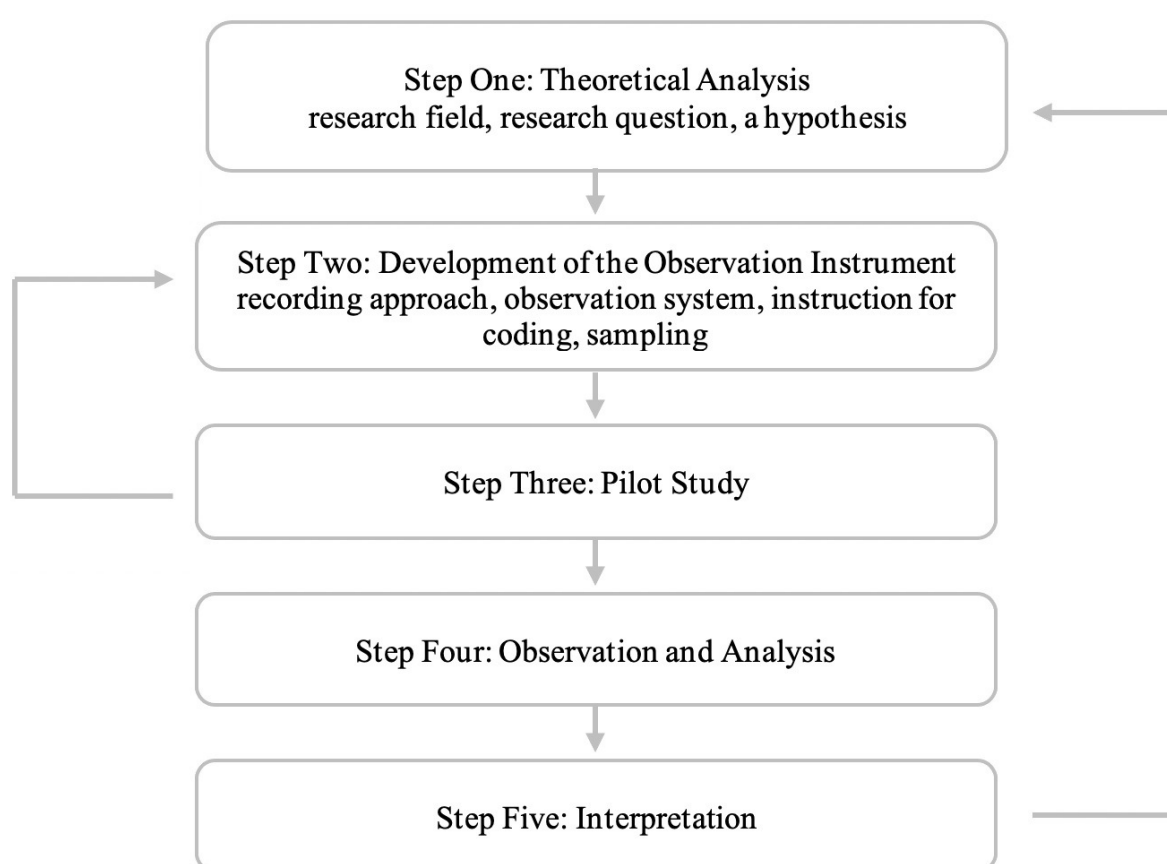 Step One: Theoretical Analysis
research field, research question, a hypothesis
Step Two: Development of the Observation Instrument
recording approach, observation system, instruction for
coding, sampling
Step Three: Pilot Study
Step Four: Observation and Analysis
Step Five: Interpretation